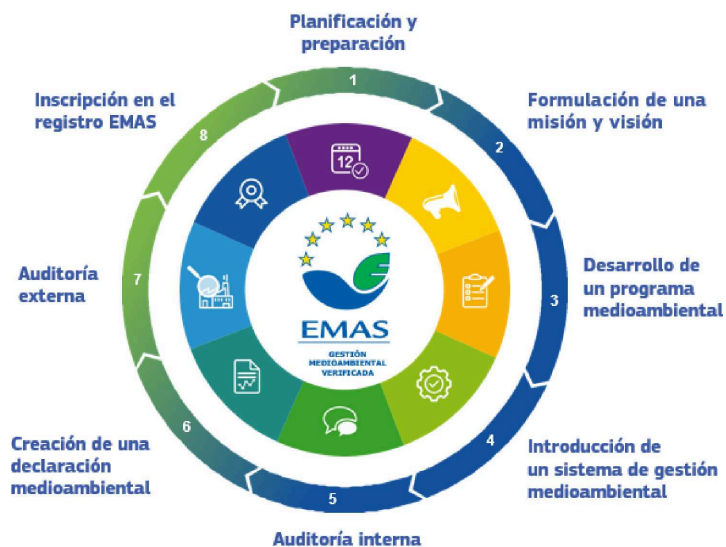 Planificación y
preparación
1
Formulación de una
misión y visión
2
Desarrollo de
un programa
medioambiental
3
Introducción de
un sistema de gestión
medioambiental
4
Auditoría interna
5
Creación de una
declaración
medioambiental
6
Auditoría
externa
7
Inscripción en el
registro EMAS
8
12
EMAS
GESTIÓN
MEDIOAMBIENTAL
VERIFICADA